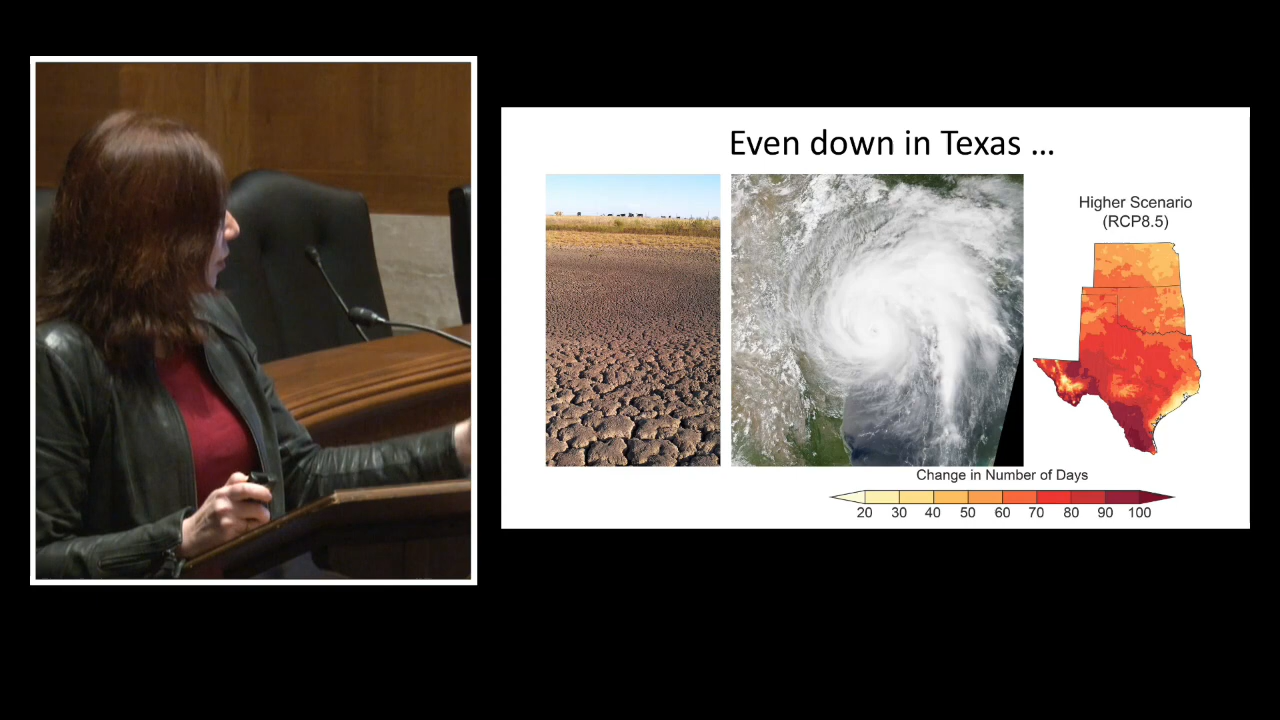 Even down in Texas ...
Higher Scenario
(RCP8.5)
Change in Number of Days
20 30 40 50 60 70 80 90 100